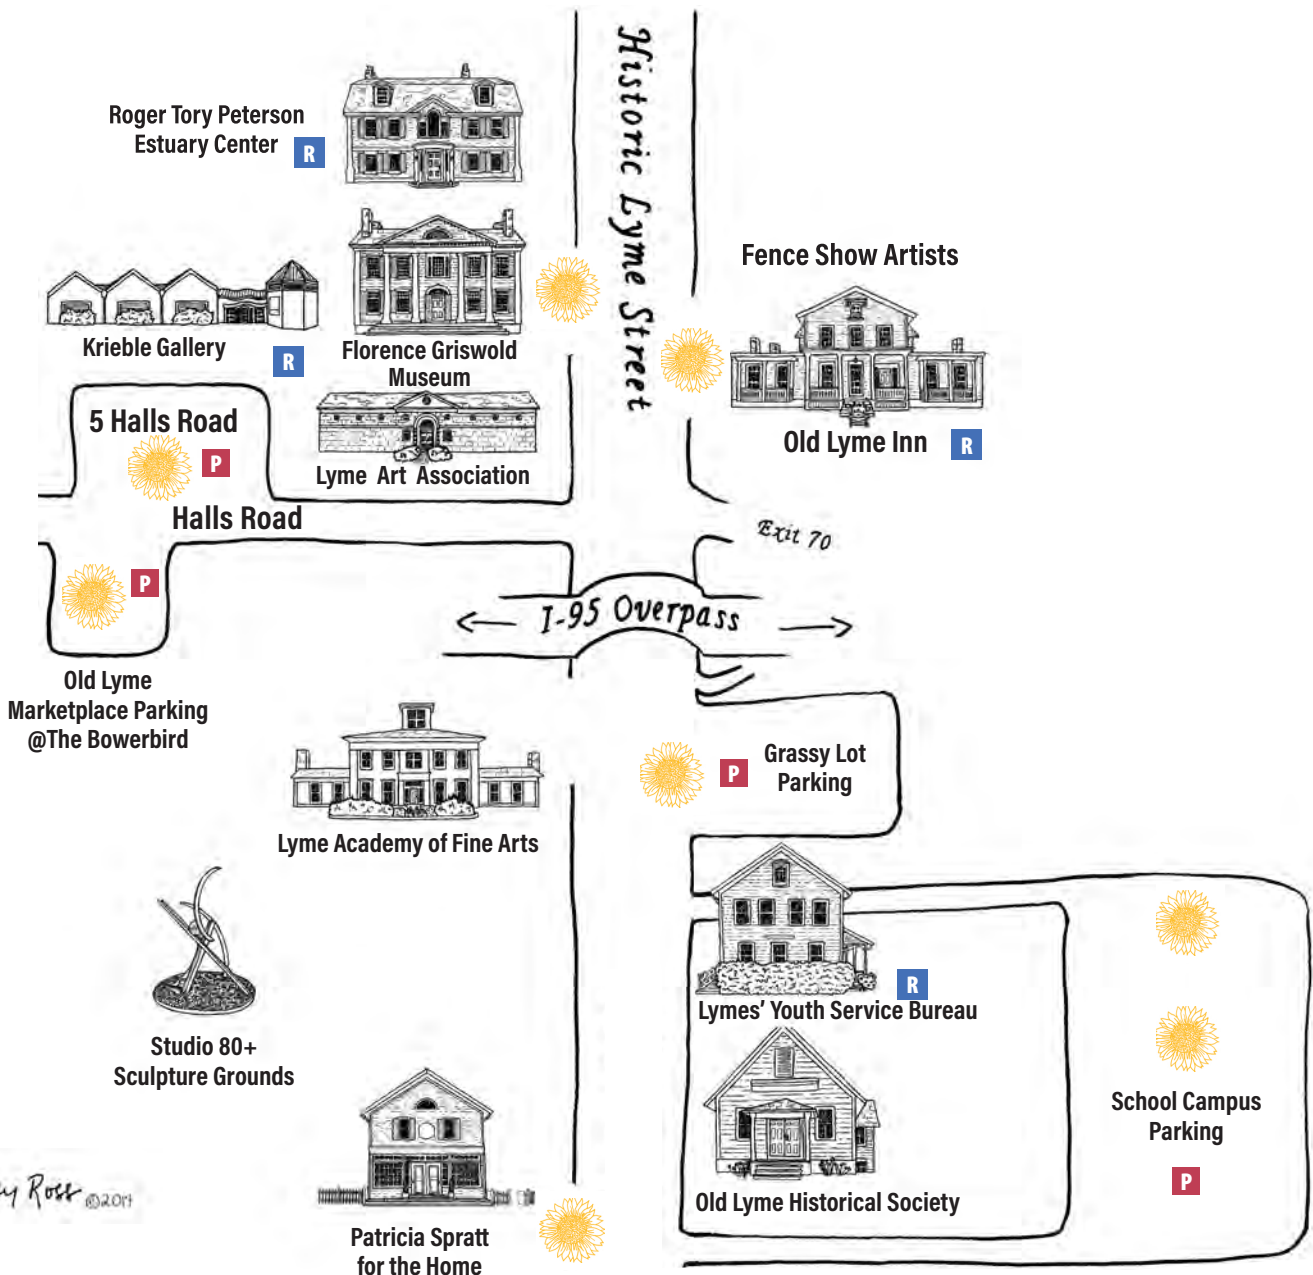 Historic Lyme Street
Roger Tory Peterson
Estuary Center R
Fence Show Artists
Krieble Gallery
R
Florence Griswold
Museum
5 Halls Road
P
Old Lyme Inn R
Lyme Art Association
Halls Road
Exit 70
P
I-95 Overpass
Old Lyme
Marketplace Parking
@The Bowerbird
P
Grassy Lot
Parking
Lyme Academy of Fine Arts
R
Lymes' Youth Service Bureau
Studio 80+
Sculpture Grounds
School Campus
Parking
P
Old Lyme Historical Society
Ross
Patricia Spratt
for the Home